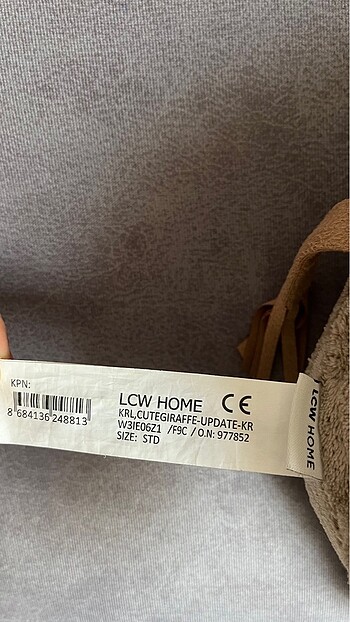 KPN:
8 684136 248813
LCW HOME CE
KRL,CUTEGIRAFFE-UPDATE-KR
W3IE06Z1 /F9C / O.N: 977852
SIZE: STD
LCW HOME